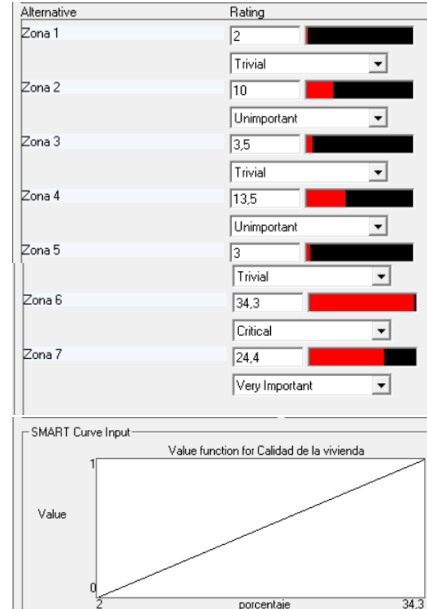 Alternative Rating
Zona 1 2
Trivial
Zona 2 10
Unimportant
Zona 3 3,5
Trivial
Zona 4 13,5
Unimportant
Zona 5 3
Trivial
Zona 6 34,3
Critical
Zona 7 24,4
Very Important
SMART Curve Input
Value function for Calidad de la vivienda
1
Value
0
2 porcentaje 34,3